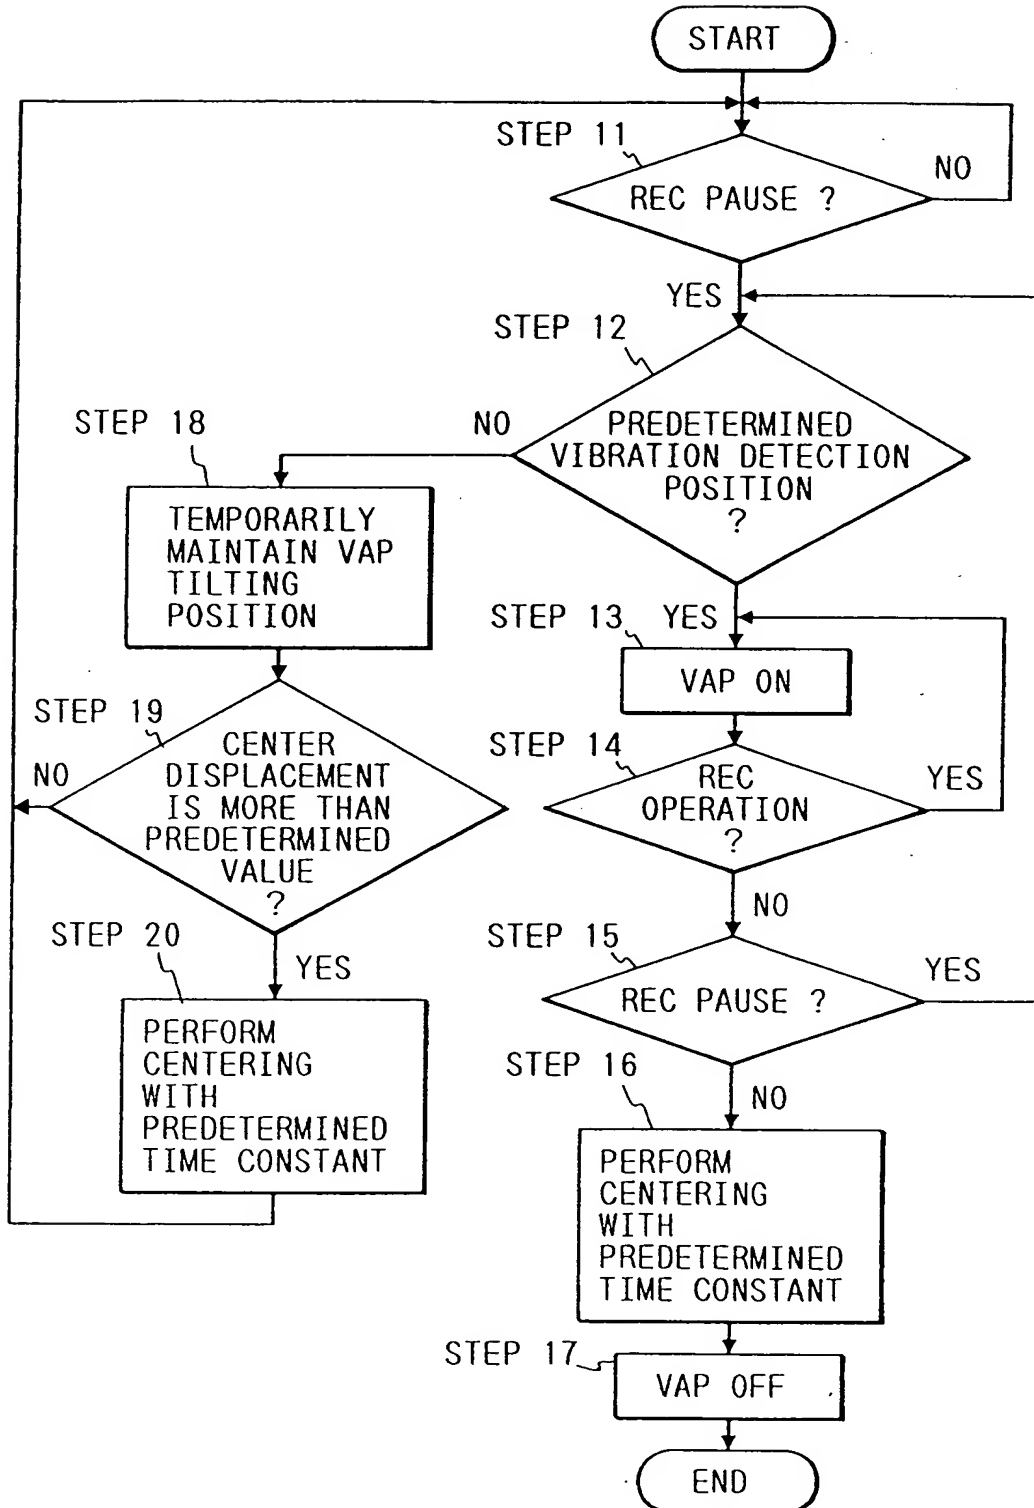 START
STEP 11
REC PAUSE ?
NO
YES
STEP 12
PREDETERMINED
VIBRATION DETECTION
POSITION
?
NO
STEP 18
TEMPORARILY
MAINTAIN VAP
TILTING
POSITION
YES
STEP 13
VAP ON
STEP 19
CENTER
DISPLACEMENT
IS MORE THAN
PREDETERMINED
VALUE
?
NO
STEP 14
REC
OPERATION
?
YES
NO
STEP 20
YES
PERFORM
CENTERING
WITH
PREDETERMINED
TIME CONSTANT
STEP 15
REC PAUSE ?
YES
NO
STEP 16
PERFORM
CENTERING
WITH
PREDETERMINED
TIME CONSTANT
STEP 17
VAP OFF
END